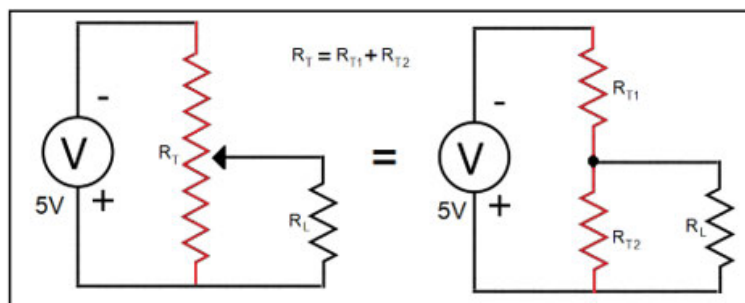 R_T = R_T1 + R_T2
-
V
+
5V
R_T
R_L
=
-
V
+
5V
R_T1
R_T2
R_L